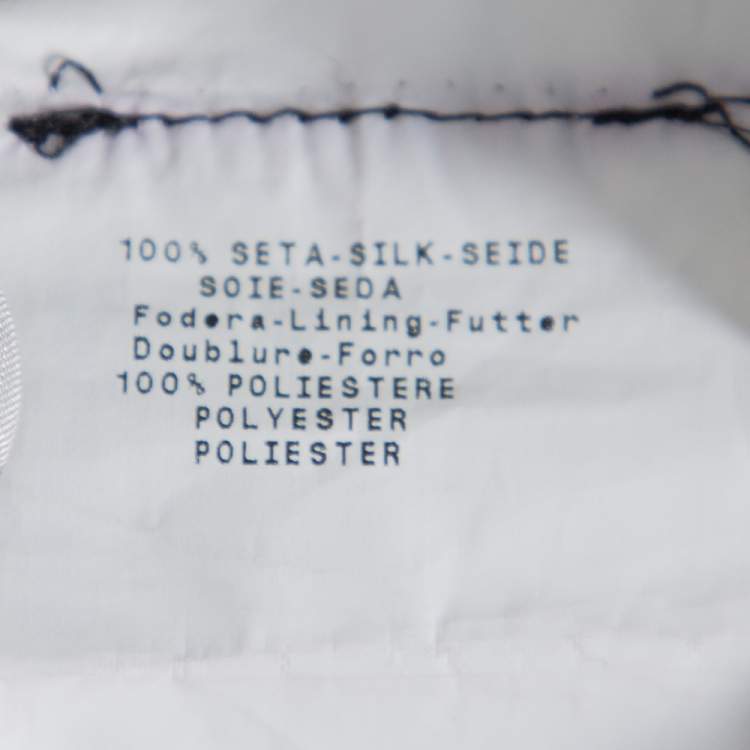 100% SETA-SILK-SEIDE
SOIE-SEDA
Fodera-Lining-Futter
Doublure-Forro
100% POLIESTERE
POLYESTER
POLIESTER